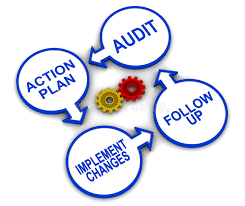 AUDIT
ACTION
PLAN
IMPLEMENT
CHANGES
FOLLOW
UP